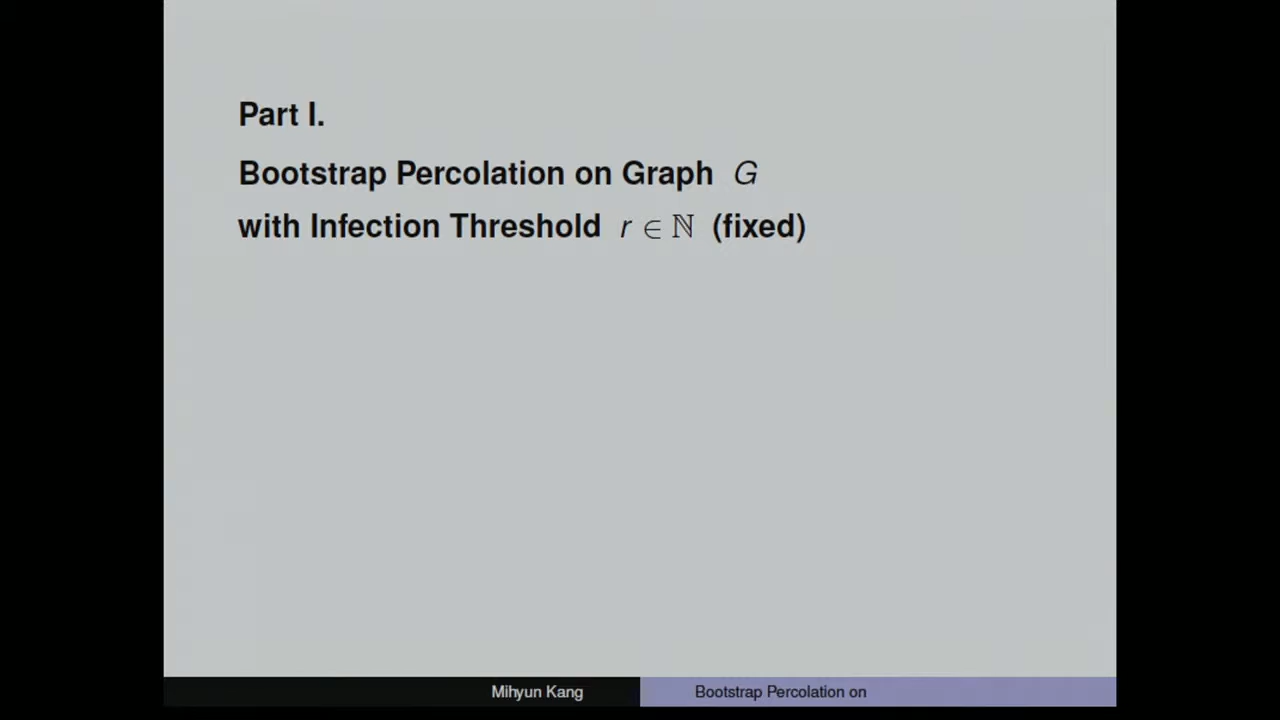 Part I.
Bootstrap Percolation on Graph G
with Infection Threshold r ∈ ℕ (fixed)
Mihyun Kang
Bootstrap Percolation on